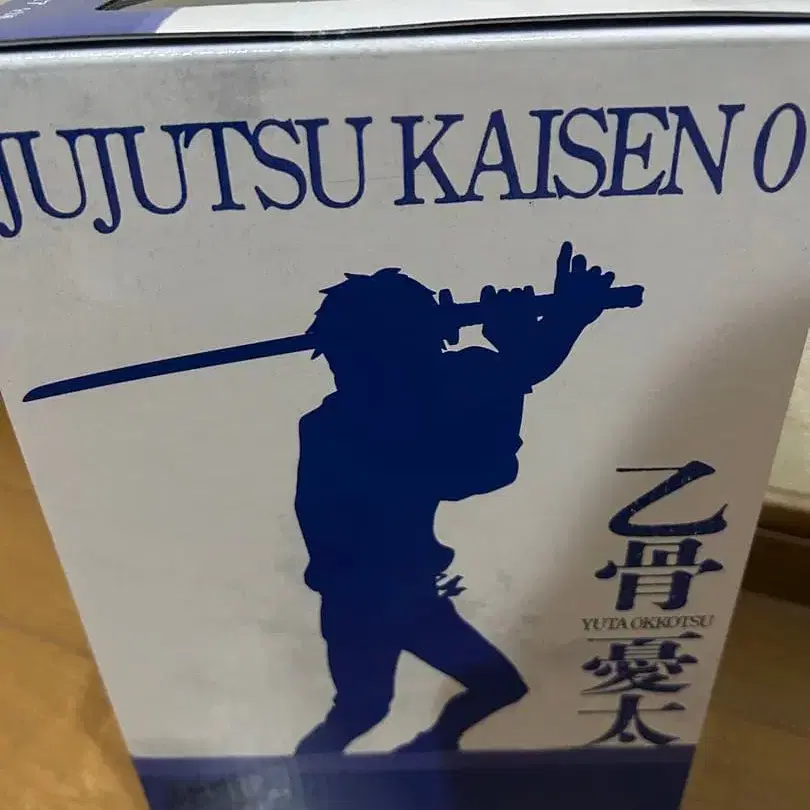 JUJUTSU KAISEN 0
乙骨
YUTA OKKOTSU
憂太